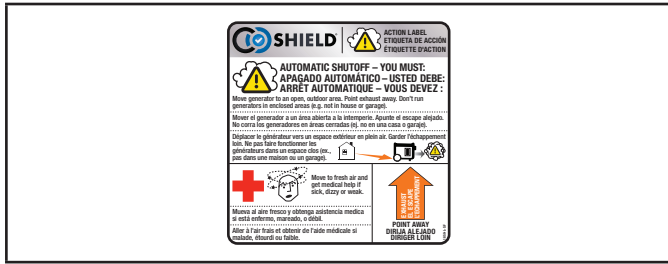 CO SHIELD®
ACTION LABEL
ETIQUETA DE ACCIÓN
ÉTIQUETTE D'ACTION
AUTOMATIC SHUTOFF – YOU MUST:
APAGADO AUTOMÁTICO – USTED DEBE:
ARRÊT AUTOMATIQUE – VOUS DEVEZ :
Move generator to an open, outdoor area. Point exhaust away. Don't run
generators in enclosed areas (e.g. not in house or garage).
Mover el generador a un área abierta a la intemperie. Apunte el escape alejado.
No corra los generadores en áreas cerradas (ej. no en una casa o garaje).
Déplacer le générateur vers un espace extérieur en plein air. Garder l'échappement
loin. Ne pas faire fonctionner les
générateurs dans un espace clos (ex.,
pas dans une maison ou un garage).
Move to fresh air and
get medical help if
sick, dizzy or weak.
Mueva al aire fresco y obtenga asistencia medica
si está enfermo, mareado, o débil.
Aller à l'air frais et obtenir de l'aide médicale si
malade, étourdi ou faible.
EXHAUST
EL ESCAPE
L'ÉCHAPPEMENT
POINT AWAY
DIRIJA ALEJADO
DIRIGER LOIN